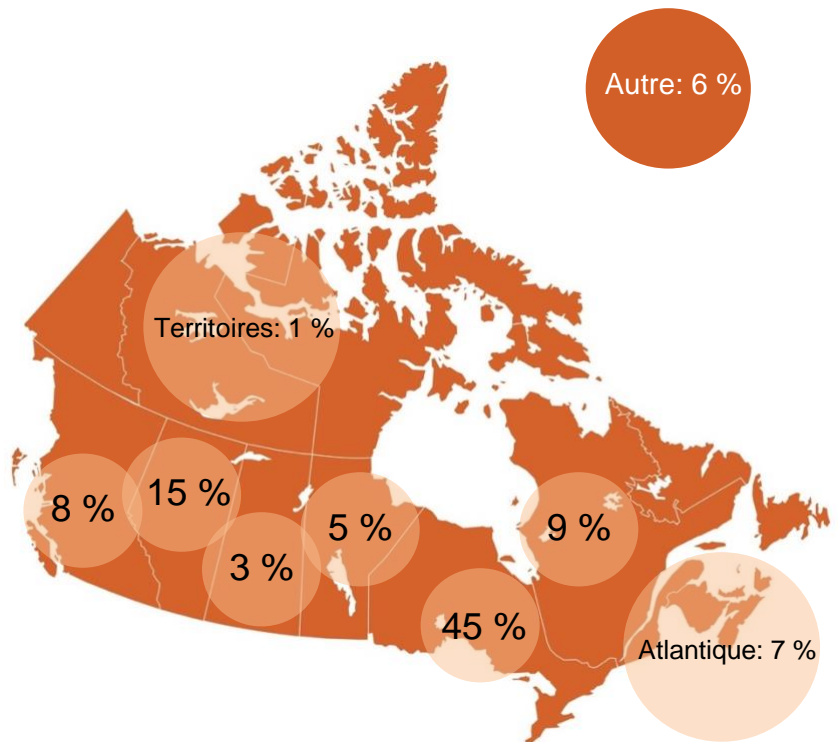 Autre: 6 %
Territoires: 1 %
8 %
15 %
3 %
5 %
9 %
45 %
Atlantique: 7 %